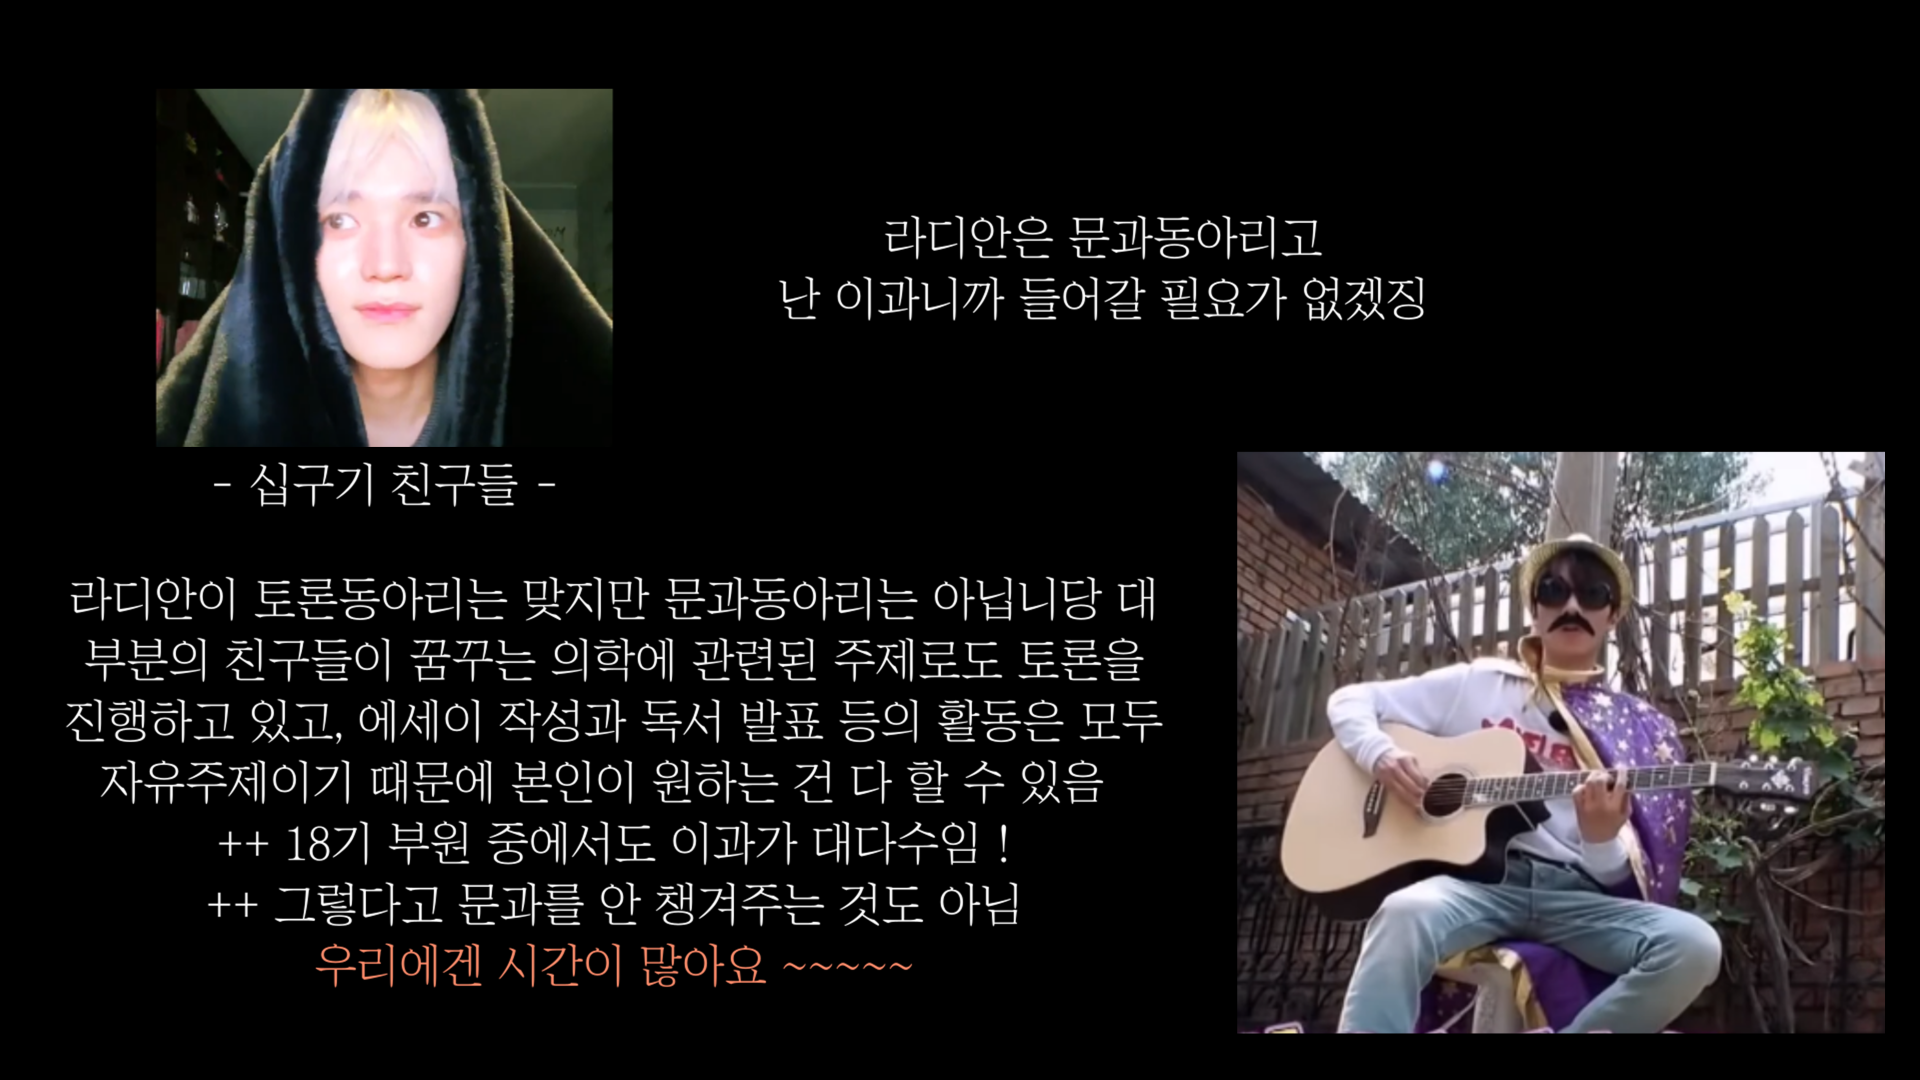 라디안은 문과동아리고
난 이과니까 들어갈 필요가 없겠징
- 십구기 친구들 -
라디안이 토론동아리는 맞지만 문과동아리는 아닙니당 대
부분의 친구들이 꿈꾸는 의학에 관련된 주제로도 토론을
진행하고 있고, 에세이 작성과 독서 발표 등의 활동은 모두
자유주제이기 때문에 본인이 원하는 건 다 할 수 있음
++ 18기 부원 중에서도 이과가 대다수임 !
++ 그렇다고 문과를 안 챙겨주는 것도 아님
우리에겐 시간이 많아요 ~~~~~